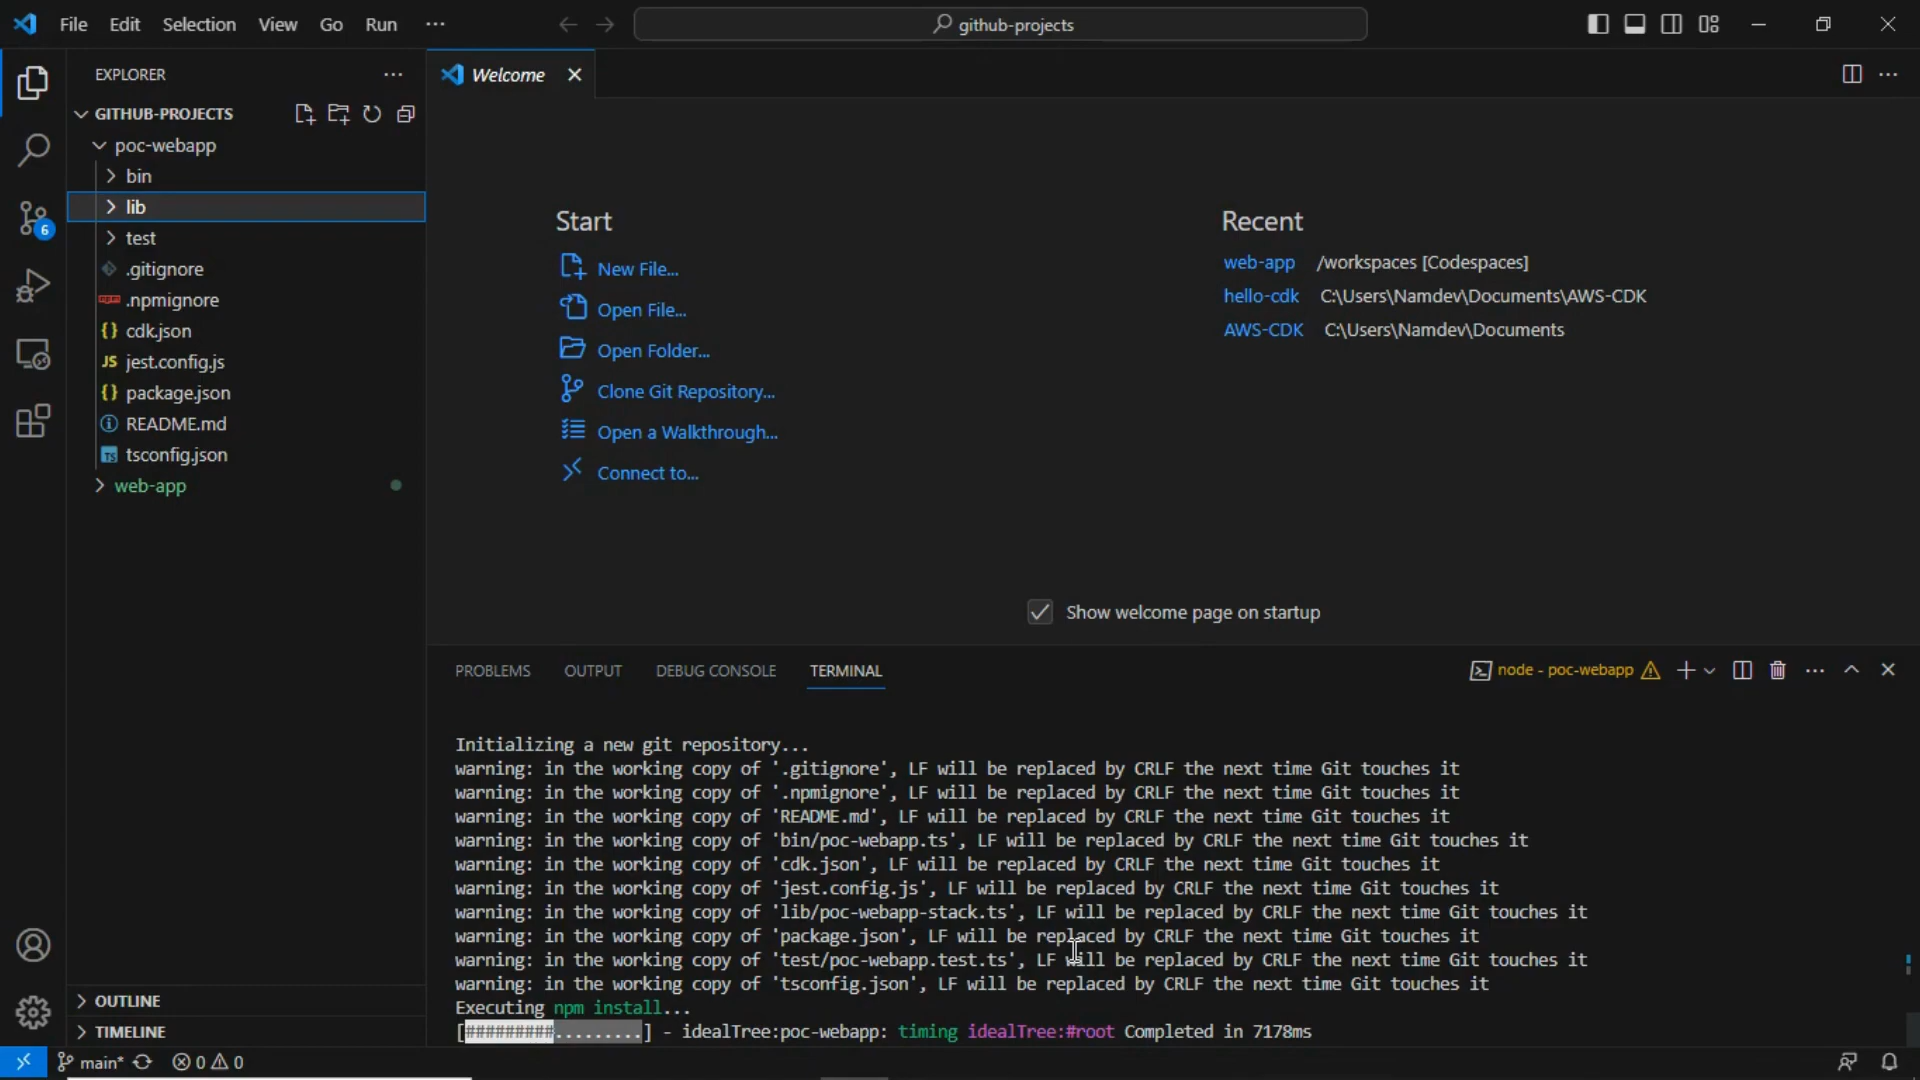 File Edit Selection View Go Run ··· github-projects
EXPLORER
GITHUB-PROJECTS
poc-webapp
bin
lib
test
.gitignore
.npmignore
{} cdk.json
JS jest.config.js
{} package.json
README.md
TS tsconfig.json
web-app
OUTLINE
TIMELINE
6
Welcome
Start
New File...
Open File...
Open Folder...
Clone Git Repository...
Open a Walkthrough...
Connect to...
Recent
web-app /workspaces [Codespaces]
hello-cdk C:\Users\Namdev\Documents\AWS-CDK
AWS-CDK C:\Users\Namdev\Documents
Show welcome page on startup
PROBLEMS OUTPUT DEBUG CONSOLE TERMINAL node - poc-webapp
Initializing a new git repository...
warning: in the working copy of '.gitignore', LF will be replaced by CRLF the next time Git touches it
warning: in the working copy of '.npmignore', LF will be replaced by CRLF the next time Git touches it
warning: in the working copy of 'README.md', LF will be replaced by CRLF the next time Git touches it
warning: in the working copy of 'bin/poc-webapp.ts', LF will be replaced by CRLF the next time Git touches it
warning: in the working copy of 'cdk.json', LF will be replaced by CRLF the next time Git touches it
warning: in the working copy of 'jest.config.js', LF will be replaced by CRLF the next time Git touches it
warning: in the working copy of 'lib/poc-webapp-stack.ts', LF will be replaced by CRLF the next time Git touches it
warning: in the working copy of 'package.json', LF will be replaced by CRLF the next time Git touches it
warning: in the working copy of 'test/poc-webapp.test.ts', LF will be replaced by CRLF the next time Git touches it
warning: in the working copy of 'tsconfig.json', LF will be replaced by CRLF the next time Git touches it
Executing npm install...
[#########.........] - idealTree:poc-webapp: timing idealTree:#root Completed in 7178ms
main* 0 0